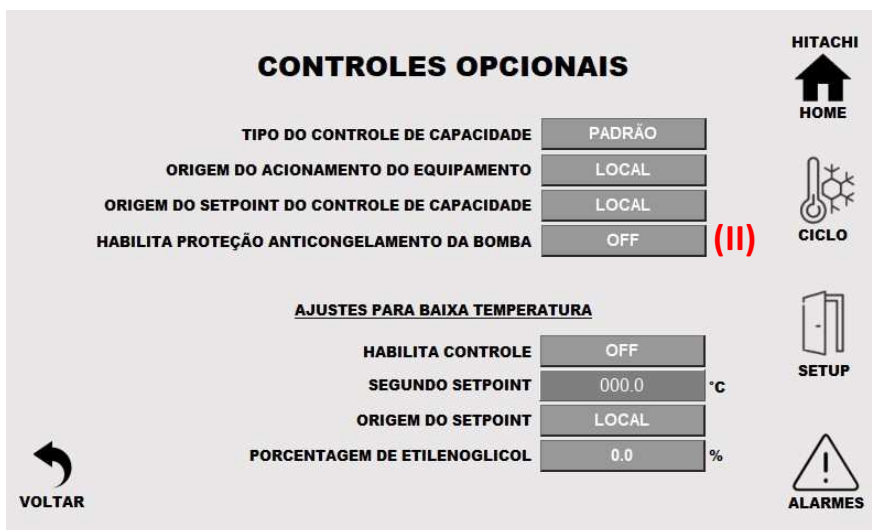 HITACHI
CONTROLES OPCIONAIS
HOME
TIPO DO CONTROLE DE CAPACIDADE PADRÃO
ORIGEM DO ACIONAMENTO DO EQUIPAMENTO LOCAL
ORIGEM DO SETPOINT DO CONTROLE DE CAPACIDADE LOCAL
HABILITA PROTEÇÃO ANTICONGELAMENTO DA BOMBA OFF (II)
CICLO
AJUSTES PARA BAIXA TEMPERATURA
HABILITA CONTROLE OFF
SETUP
SEGUNDO SETPOINT 000.0 °C
ORIGEM DO SETPOINT LOCAL
PORCENTAGEM DE ETILENOGLICOL 0.0 %
VOLTAR
ALARMES